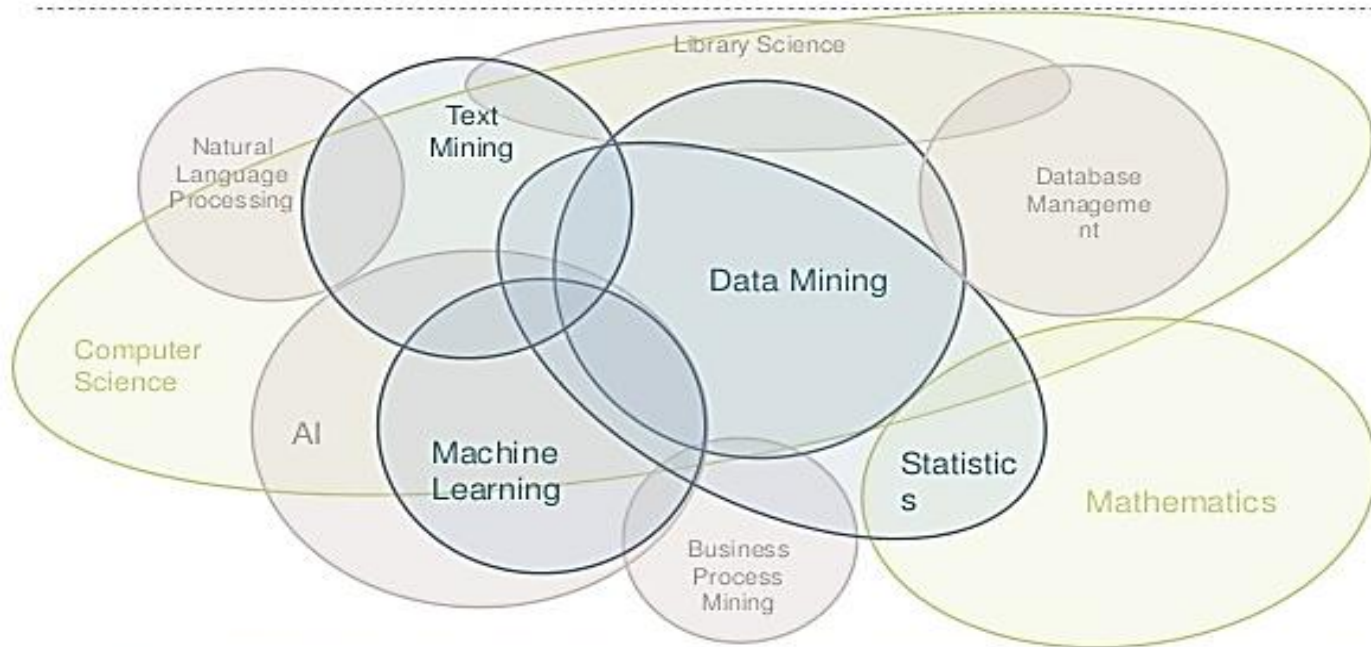 Library Science
Text
Mining
Natural
Language
Processing
Database
Manageme
nt
Data Mining
Computer
Science
AI
Machine
Learning
Statistic
s
Mathematics
Business
Process
Mining